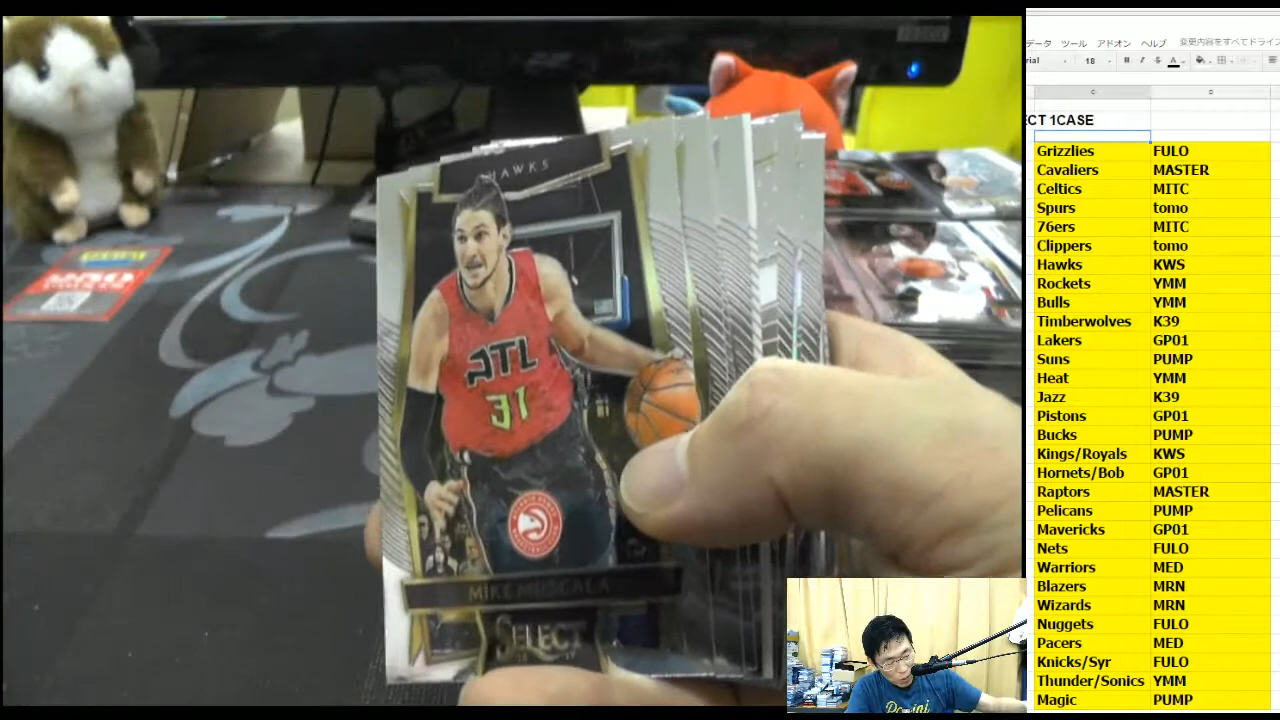 HAWKS
ATL
31
MIKE MUSCALA
SELECT
Panini
データ ツール アドオン ヘルプ 変更内容をすべてドライ
rial 18
CT 1CASE
Grizzlies FULO
Cavaliers MASTER
Celtics MITC
Spurs tomo
76ers MITC
Clippers tomo
Hawks KWS
Rockets YMM
Bulls YMM
Timberwolves K39
Lakers GP01
Suns PUMP
Heat YMM
Jazz K39
Pistons GP01
Bucks PUMP
Kings/Royals KWS
Hornets/Bob GP01
Raptors MASTER
Pelicans PUMP
Mavericks GP01
Nets FULO
Warriors MED
Blazers MRN
Wizards MRN
Nuggets FULO
Pacers MED
Knicks/Syr FULO
Thunder/Sonics YMM
Magic PUMP